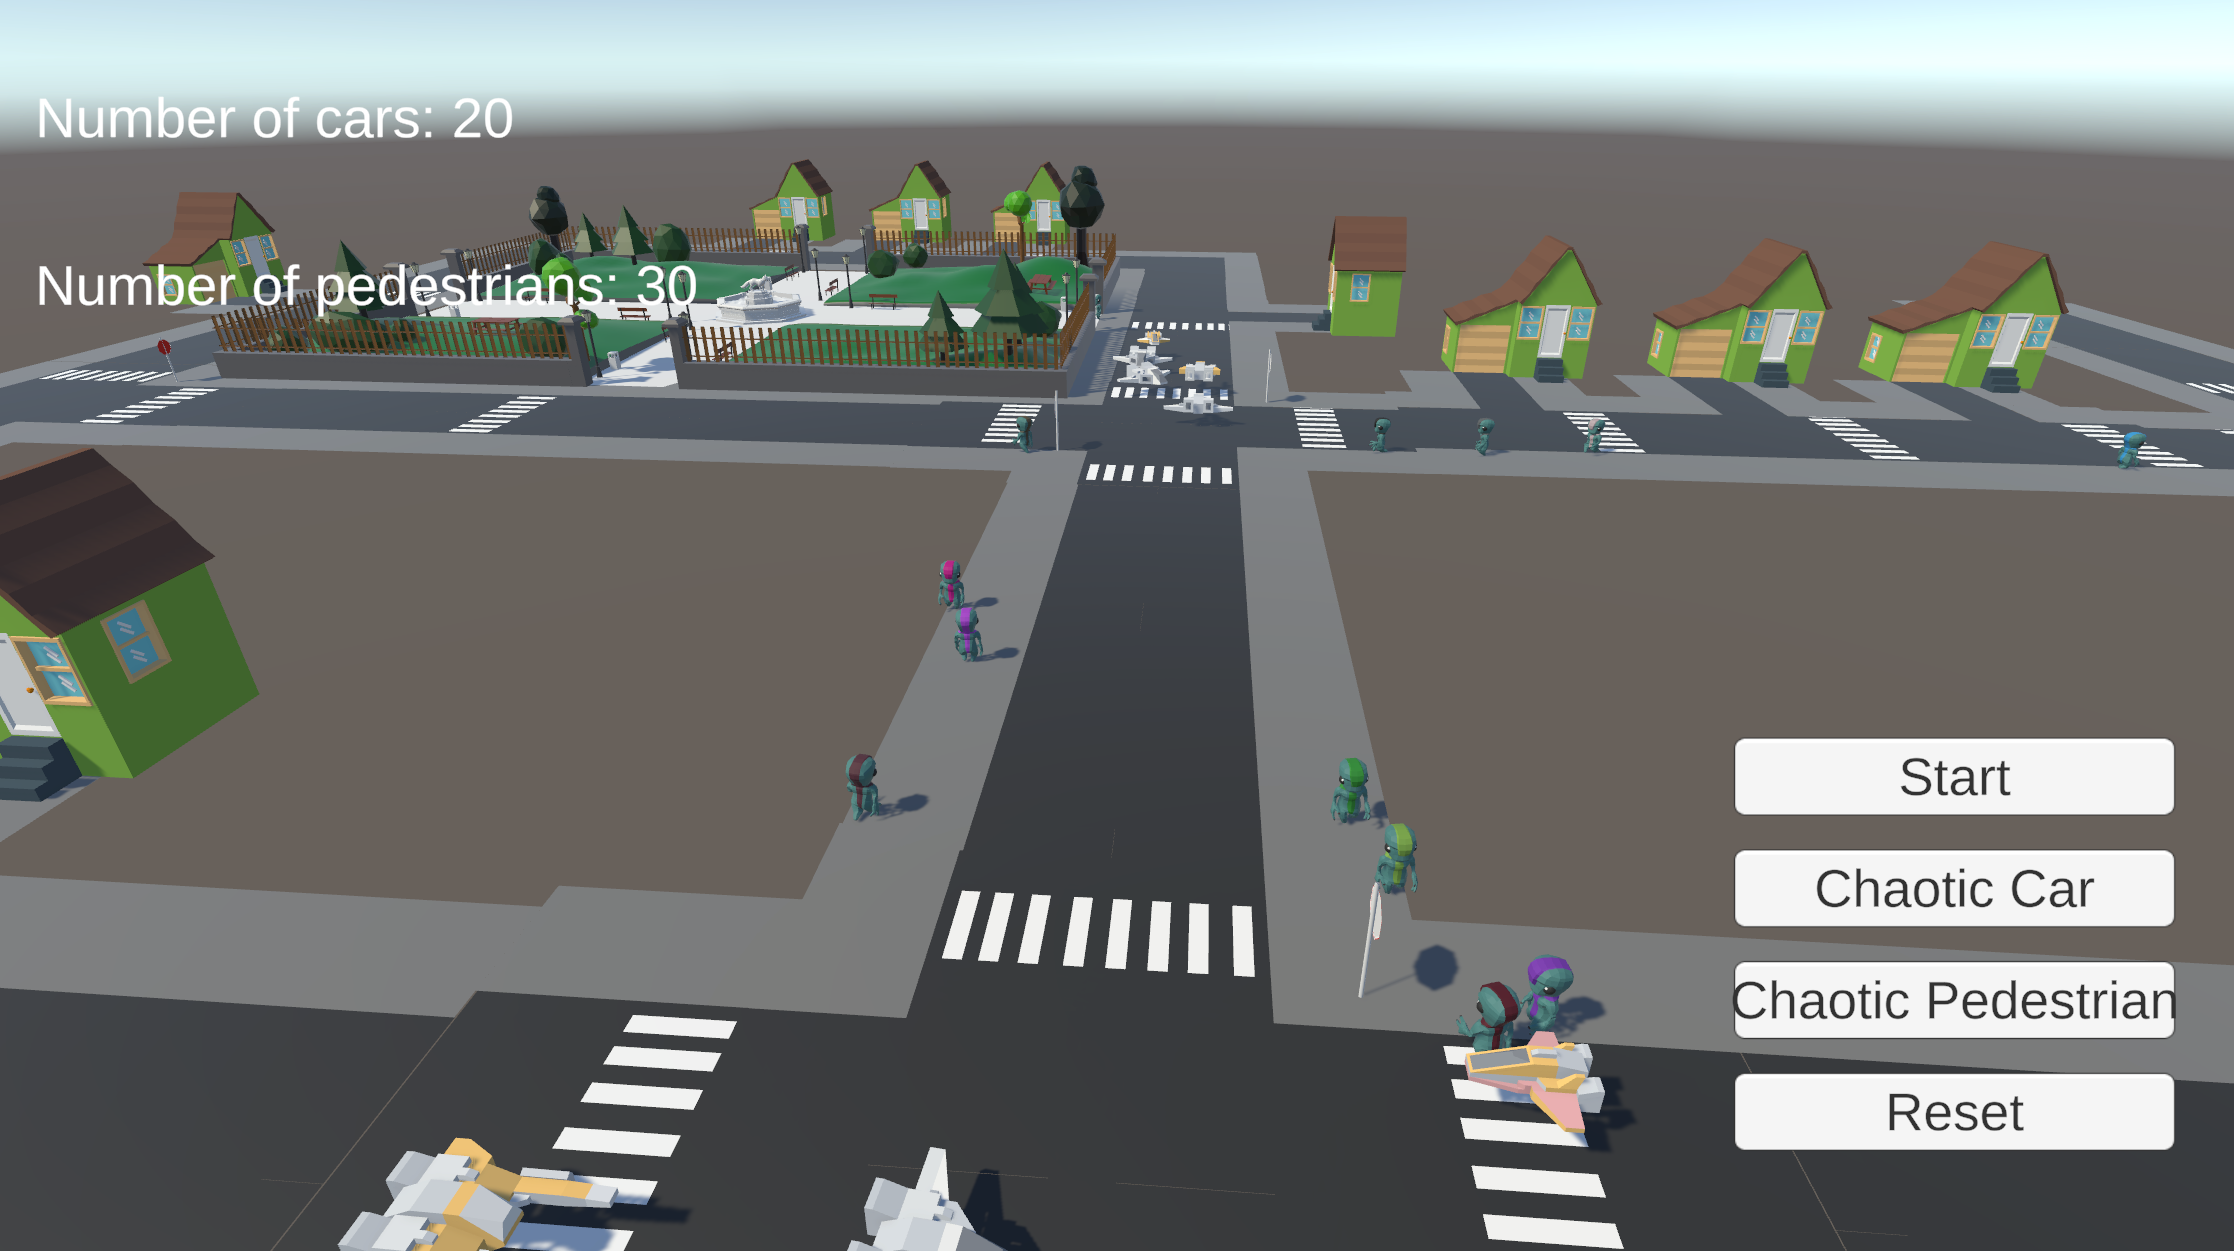 Number of cars: 20
Number of pedestrians: 30
Start
Chaotic Car
Chaotic Pedestrian
Reset